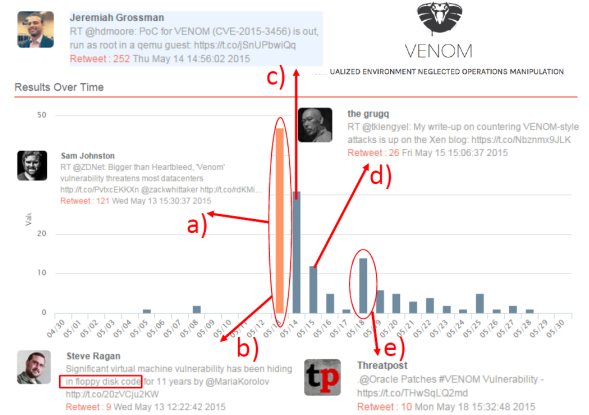 Jeremiah Grossman
RT @hdmoore: PoC for VENOM (CVE-2015-3456) is out,
run as root in a qemu guest: https://t.co/jSnUPbwiQq
Retweet : 252 Thu May 14 14:56:02 2015
VENOM
UALIZED ENVIRONMENT NEGLECTED OPERATIONS MANIPULATION
Results Over Time
c)
the grugq
RT @tklengyel: My write-up on countering VENOM-style
attacks is up on the Xen blog: https://t.co/Nbznmx9JLK
Retweet : 26 Fri May 15 15:06:37 2015
Sam Johnston
RT @ZDNet: Bigger than Heartbleed, 'Venom'
vulnerability threatens most datacenters
http://t.co/PvtxcEKKXn @zackwhittaker http://t.co/rdKMi...
Retweet : 121 Wed May 13 15:30:37 2015
a)
d)
50
20
10
0
04/30
05/01
05/02
05/03
05/04
05/05
05/06
05/07
05/08
05/09
05/10
05/11
05/12
05/13
05/14
05/15
05/16
05/17
05/18
05/19
05/20
05/21
05/22
05/23
05/24
05/25
05/26
05/27
05/28
05/29
05/30
b)
e)
Steve Ragan
Significant virtual machine vulnerability has been hiding
in floppy disk code for 11 years by @MariaKorolov
http://t.co/20zVCju2KW
Retweet : 9 Wed May 13 12:22:42 2015
tp
Threatpost
.@Oracle Patches #VENOM Vulnerability -
https://t.co/THwSqLQ2md
Retweet : 10 Mon May 18 15:32:48 2015